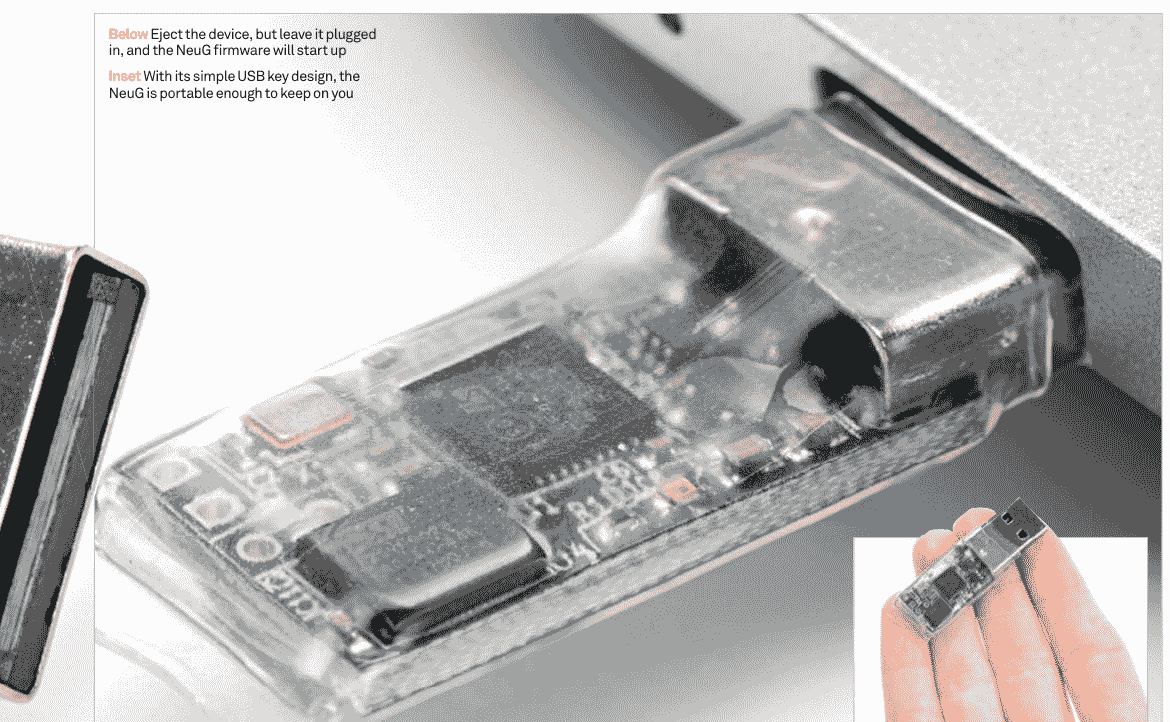 Below Eject the device, but leave it plugged
in, and the NeuG firmware will start up
Inset With its simple USB key design, the
NeuG is portable enough to keep on you